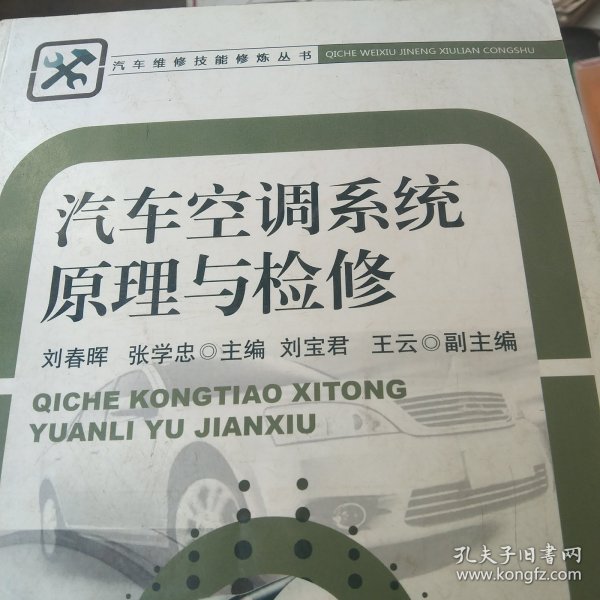 汽车维修技能修炼丛书 QICHE WEIXIU JINENG XIULIAN CONGSHU
汽车空调系统
原理与检修
刘春晖 张学忠◎主编 刘宝君 王云◎副主编
QICHE KONGTIAO XITONG
YUANLI YU JIANXIU
孔夫子旧书网
www.kongfz.com